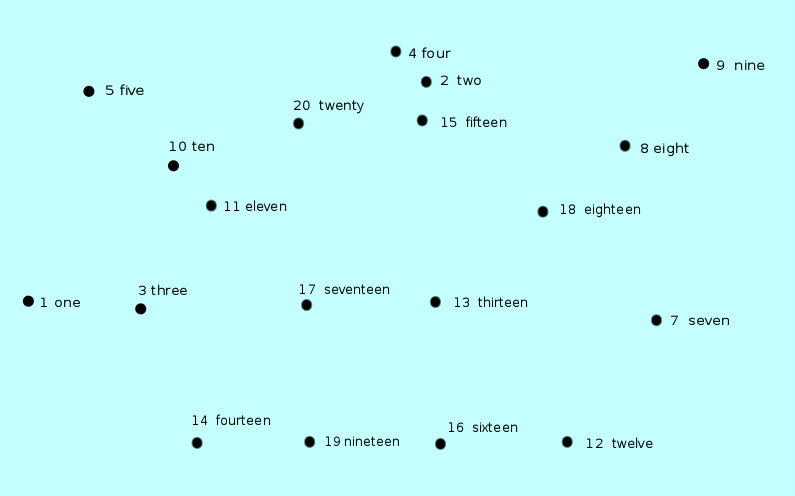 4 four
9 nine
2 two
5 five
20 twenty
15 fifteen
10 ten
8 eight
11 eleven
18 eighteen
3 three
17 seventeen
1 one
13 thirteen
7 seven
14 fourteen
16 sixteen
19 nineteen
12 twelve